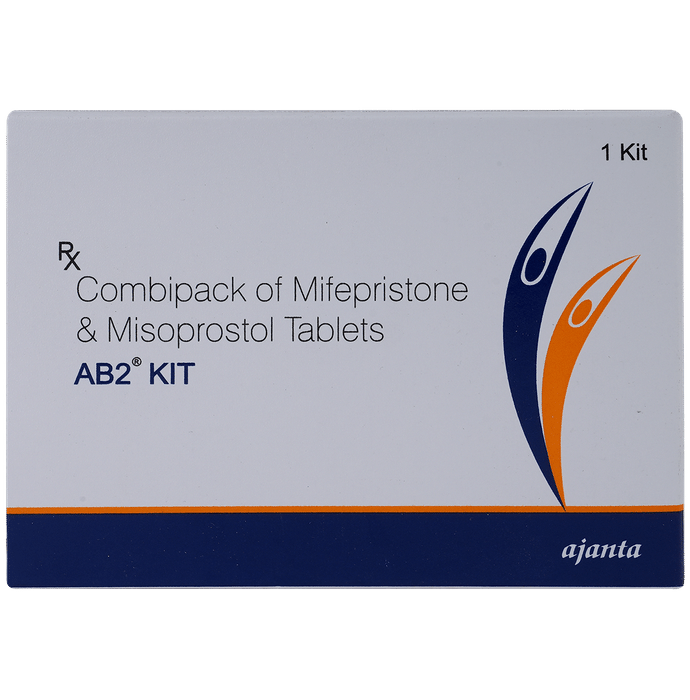 1 Kit
Rx
Combipack of Mifepristone
& Misoprostol Tablets
AB2® KIT
ajanta